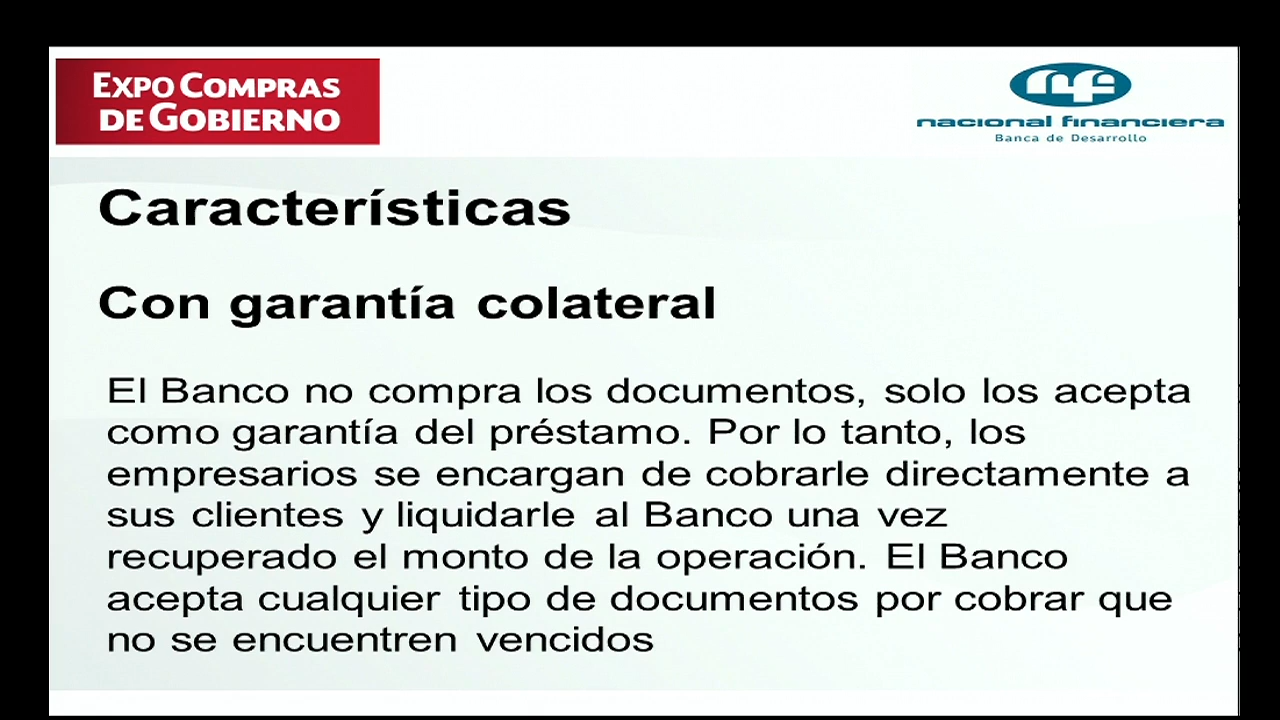 EXPO COMPRAS
DE GOBIERNO
nf
nacional financiera
Banca de Desarrollo
Características
Con garantía colateral
El Banco no compra los documentos, solo los acepta
como garantía del préstamo. Por lo tanto, los
empresarios se encargan de cobrarle directamente a
sus clientes y liquidarle al Banco una vez
recuperado el monto de la operación. El Banco
acepta cualquier tipo de documentos por cobrar que
no se encuentren vencidos